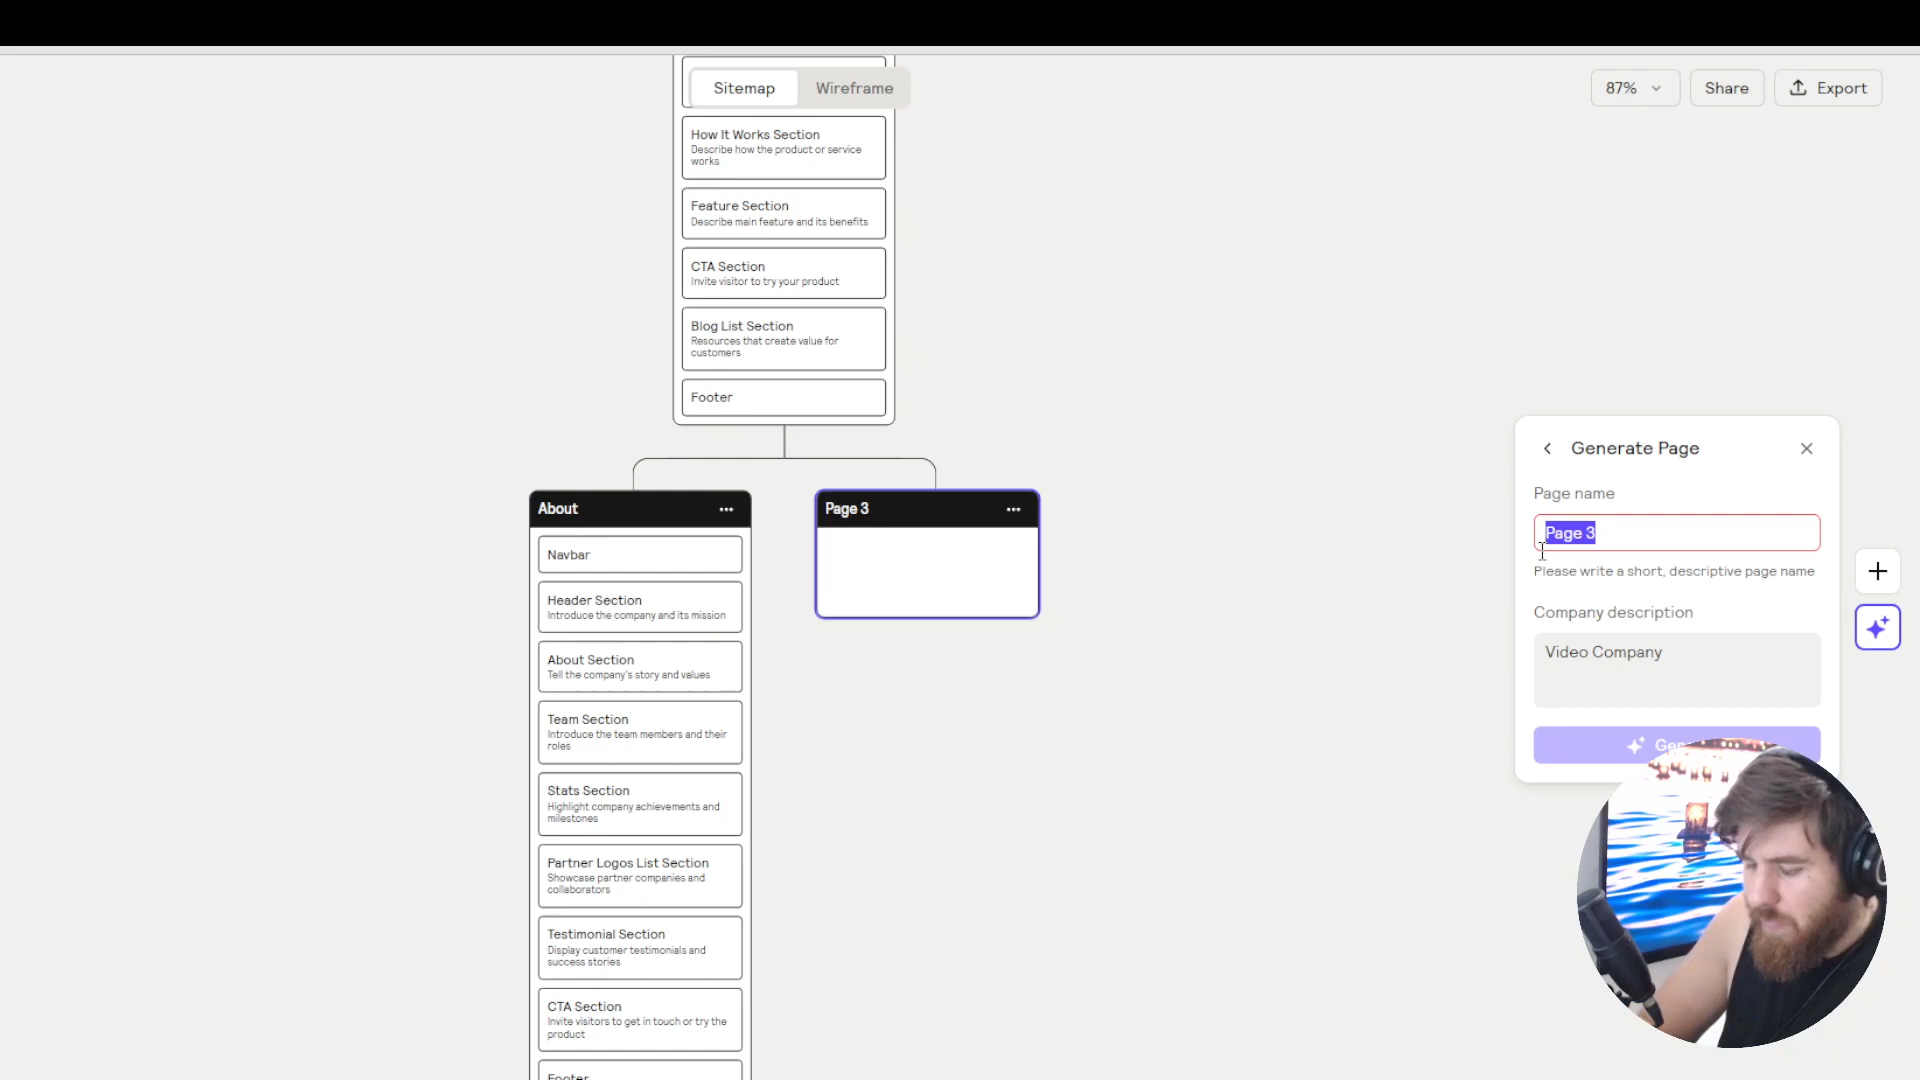 Sitemap
Wireframe
87%
Share
Export
How It Works Section
Describe how the product or service
works
Feature Section
Describe main feature and its benefits
CTA Section
Invite visitor to try your product
Blog List Section
Resources that create value for
customers
Footer
About
Navbar
Header Section
Introduce the company and its mission
About Section
Tell the company's story and values
Team Section
Introduce the team members and their
roles
Stats Section
Highlight company achievements and
milestones
Partner Logos List Section
Showcase partner companies and
collaborators
Testimonial Section
Display customer testimonials and
success stories
CTA Section
Invite visitors to get in touch or try the
product
Footer
Page 3
Generate Page
Page name
Page 3
Please write a short, descriptive page name
Company description
Video Company